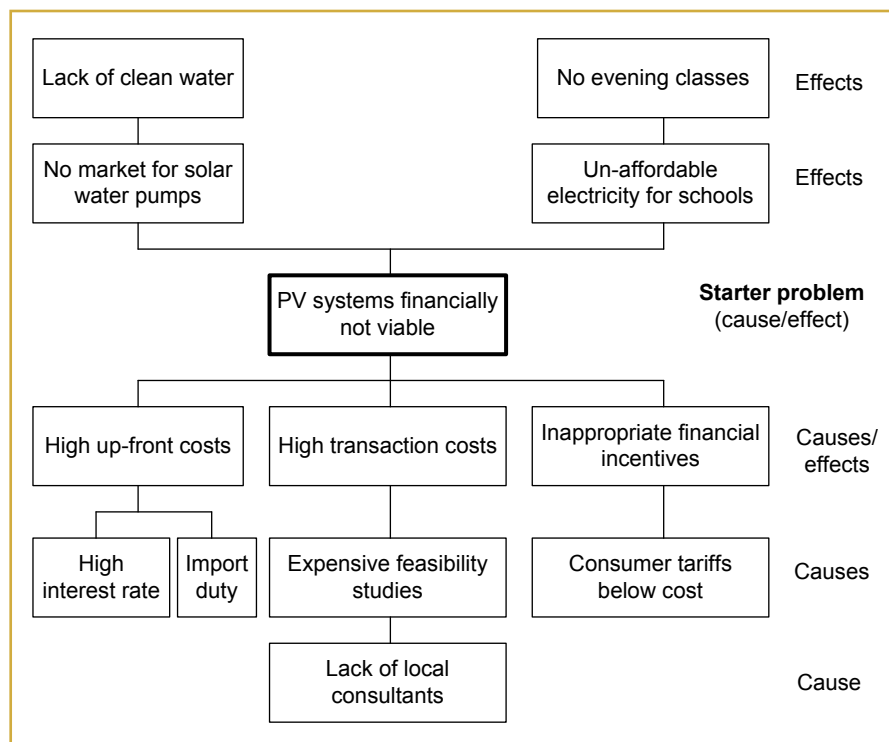 Lack of clean water
No evening classes
Effects
No market for solar
water pumps
Un-affordable
electricity for schools
Effects
PV systems financially
not viable
Starter problem
(cause/effect)
High up-front costs
High transaction costs
Inappropriate financial
incentives
Causes/
effects
High
interest rate
Import
duty
Expensive feasibility
studies
Consumer tariffs
below cost
Causes
Lack of local
consultants
Cause